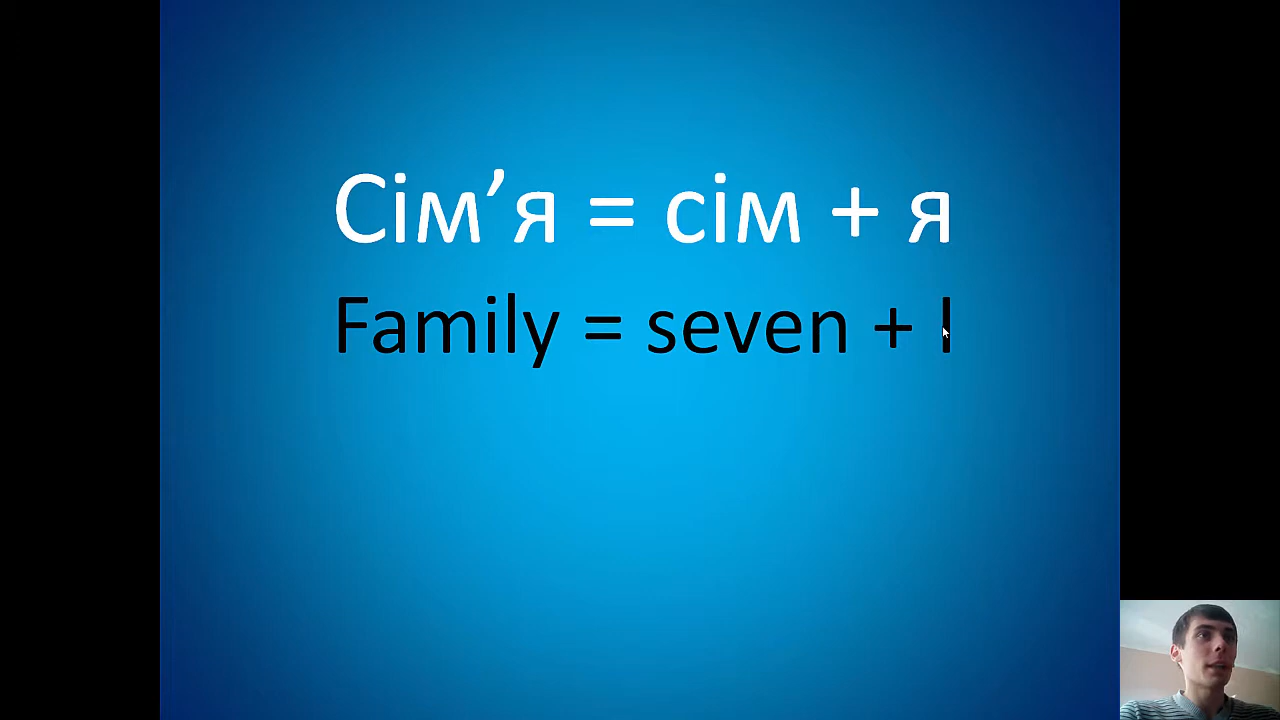 Сім’я = сім + я
Family = seven + I